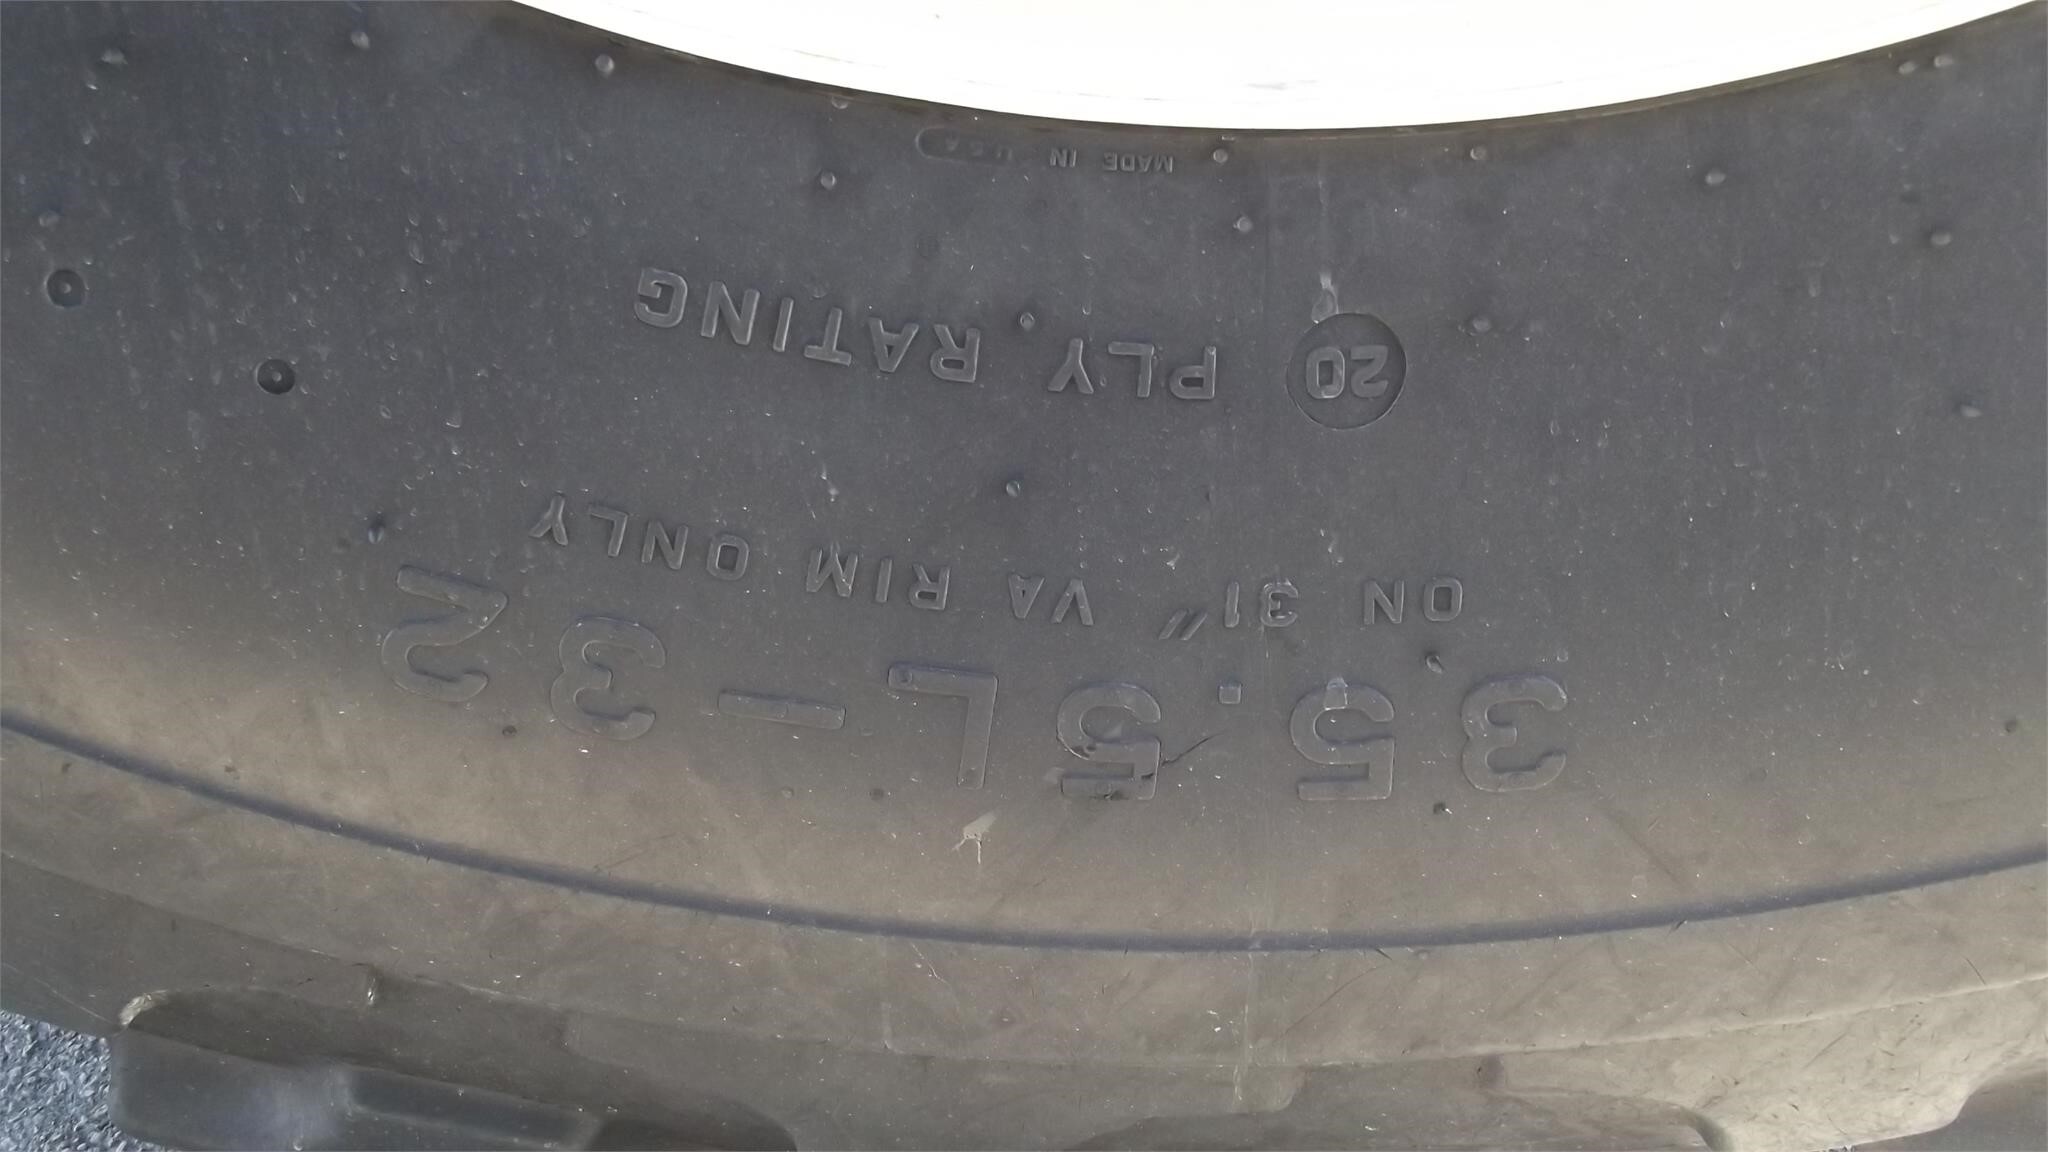 35.5L-32
ON 31" VA RIM ONLY
20 PLY RATING
MADE IN U.S.A.